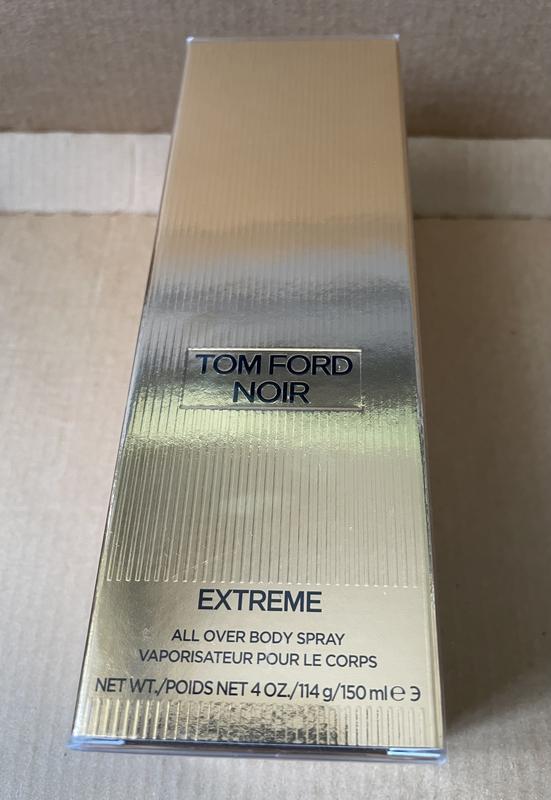 TOM FORD
NOIR
EXTREME
ALL OVER BODY SPRAY
VAPORISATEUR POUR LE CORPS
NET WT./POIDS NET 4 OZ./114 g/150 ml ℮ Э